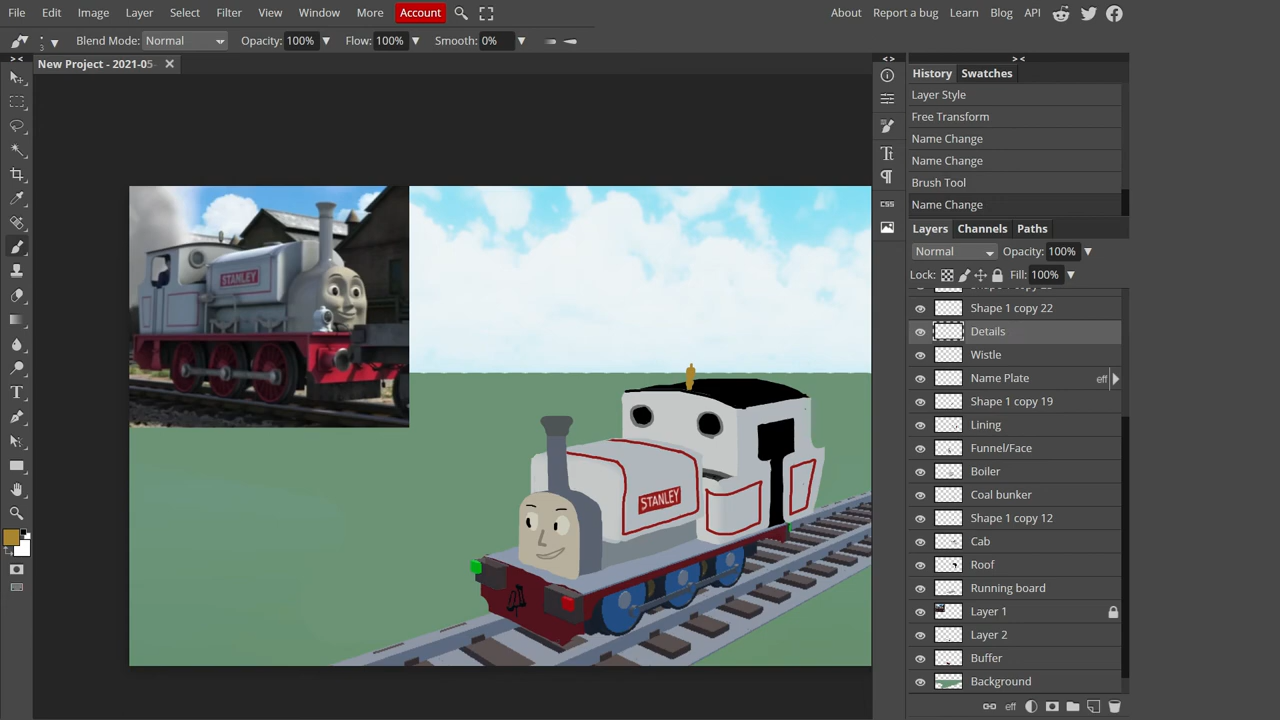 File Edit Image Layer Select Filter View Window More Account About Report a bug Learn Blog API
3 Blend Mode: Normal Opacity: 100% Flow: 100% Smooth: 0%
New Project - 2021-05-
History Swatches
Layer Style
Free Transform
Name Change
Name Change
Brush Tool
Name Change
Layers Channels Paths
Normal Opacity: 100%
Lock: Fill: 100%
Shape 1 copy 22
Details
Wistle
Name Plate eff
Shape 1 copy 19
Lining
Funnel/Face
Boiler
Coal bunker
Shape 1 copy 12
Cab
Roof
Running board
Layer 1
Layer 2
Buffer
Background
eff
CSS
STANLEY
STANLEY